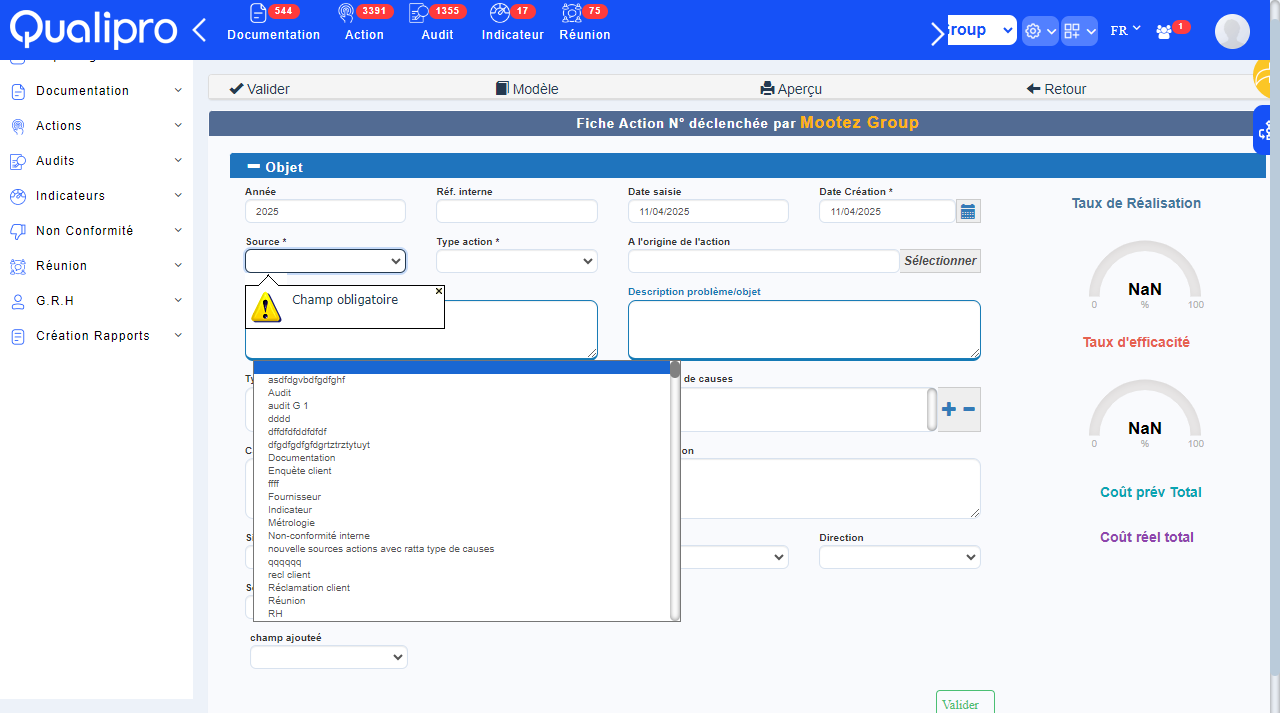 Qualipro
544
Documentation
3391
Action
1355
Audit
17
Indicateur
75
Réunion
roup
FR
1
Documentation
Actions
Audits
Indicateurs
Non Conformité
Réunion
G.R.H
Création Rapports
Valider
Modèle
Aperçu
Retour
Fiche Action N° déclenchée par Mootez Group
Objet
Année
Réf. interne
Date saisie
Date Création *
2025
11/04/2025
11/04/2025
Source *
Type action *
A l'origine de l'action
Sélectionner
Champ obligatoire
Description problème/objet
asdfdgvbdfgdfghf
Audit
audit G 1
dddd
dffdfdfddfdfdf
dfgdfgdfgfdgrtztrztytuyt
Documentation
Enquête client
ffff
Fournisseur
Indicateur
Métrologie
Non-conformité interne
nouvelle sources actions avec ratta type de causes
qqqqqq
recl client
Réclamation client
Réunion
RH
de causes
on
Direction
champ ajouteé
Valider
Taux de Réalisation
NaN
0 % 100
Taux d'efficacité
NaN
0 % 100
Coût prév Total
Coût réel total